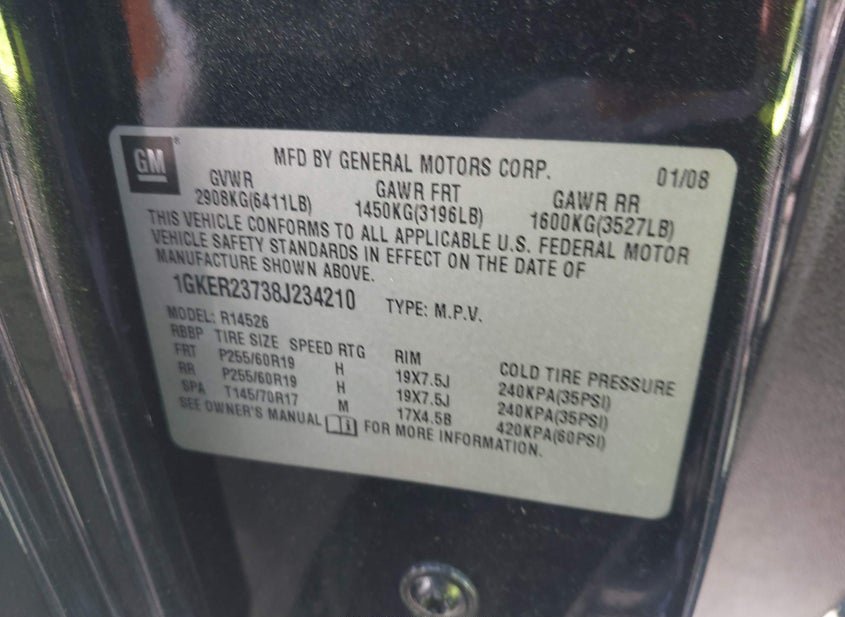 GM®
MFD BY GENERAL MOTORS CORP. 01/08
GVWR GAWR FRT GAWR RR
2908KG(6411LB) 1450KG(3196LB) 1600KG(3527LB)
THIS VEHICLE CONFORMS TO ALL APPLICABLE U.S. FEDERAL MOTOR
VEHICLE SAFETY STANDARDS IN EFFECT ON THE DATE OF
MANUFACTURE SHOWN ABOVE.
1GKER23738J234210 TYPE: M.P.V.
MODEL: R14526
RBBP TIRE SIZE SPEED RTG RIM COLD TIRE PRESSURE
FRT P255/60R19 H 19X7.5J 240KPA(35PSI)
RR P255/60R19 H 19X7.5J 240KPA(35PSI)
SPA T145/70R17 M 17X4.5B 420KPA(60PSI)
SEE OWNER'S MANUAL FOR MORE INFORMATION.